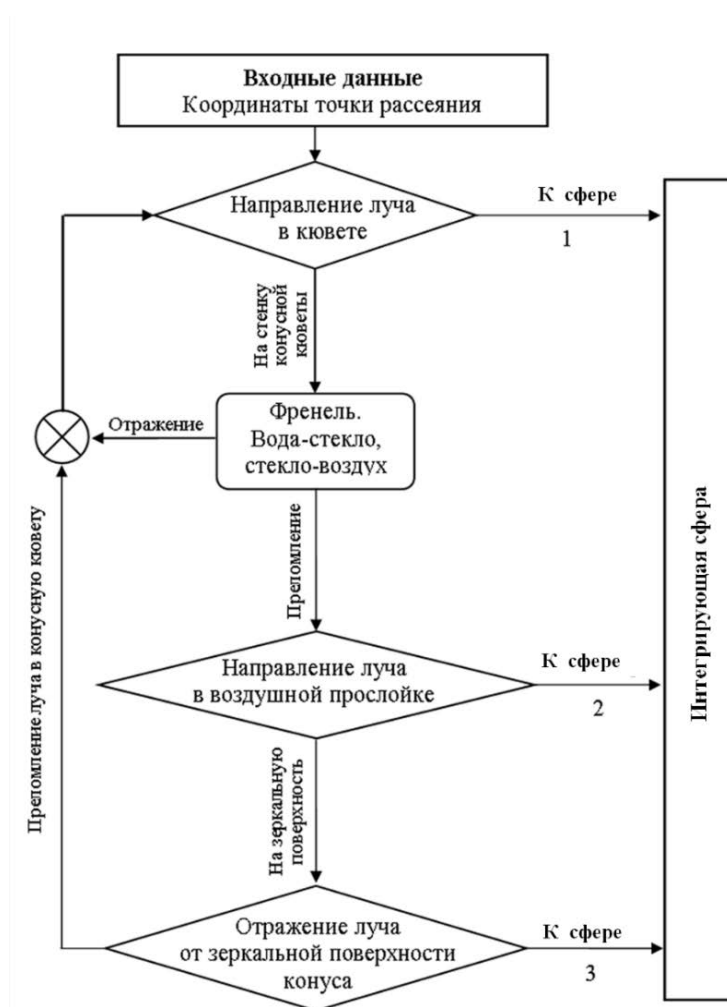 Входные данные
Координаты точки рассеяния
Направление луча
в кювете
К сфере
1
На стенку
конусной
кюветы
Френель.
Вода-стекло,
стекло-воздух
Отражение
Преломление
Направление луча
в воздушной прослойке
К сфере
2
На зеркальную
поверхность
Отражение луча
от зеркальной поверхности
конуса
К сфере
3
Преломление луча в конусную кювету
Интегрирующая сфера